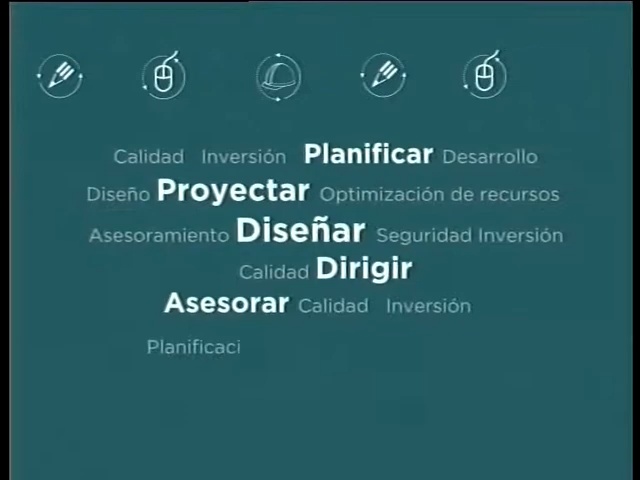 Calidad Inversión Planificar Desarrollo
Diseño Proyectar Optimización de recursos
Asesoramiento Diseñar Seguridad Inversión
Calidad Dirigir
Asesorar Calidad Inversión
Planificaci